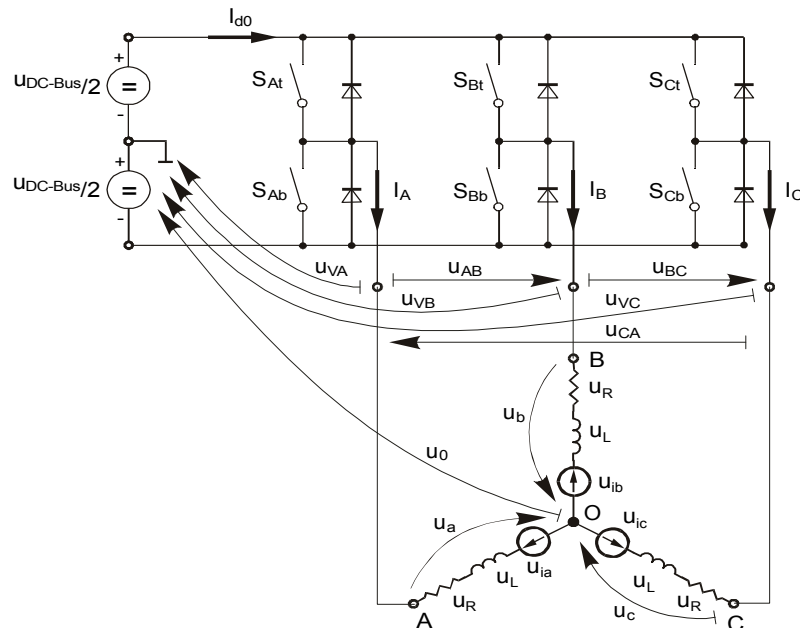 I_d0
+
u_DC-Bus/2
=
-
S_At
S_Bt
S_Ct
+
u_DC-Bus/2
=
-
S_Ab
I_A
S_Bb
I_B
S_Cb
I_C
u_VA
u_AB
u_BC
u_VB
u_VC
u_CA
B
u_R
u_b
u_L
u_0
u_ib
O
u_a
u_ic
u_ia
u_L
u_L
u_R
u_c
u_R
A
C